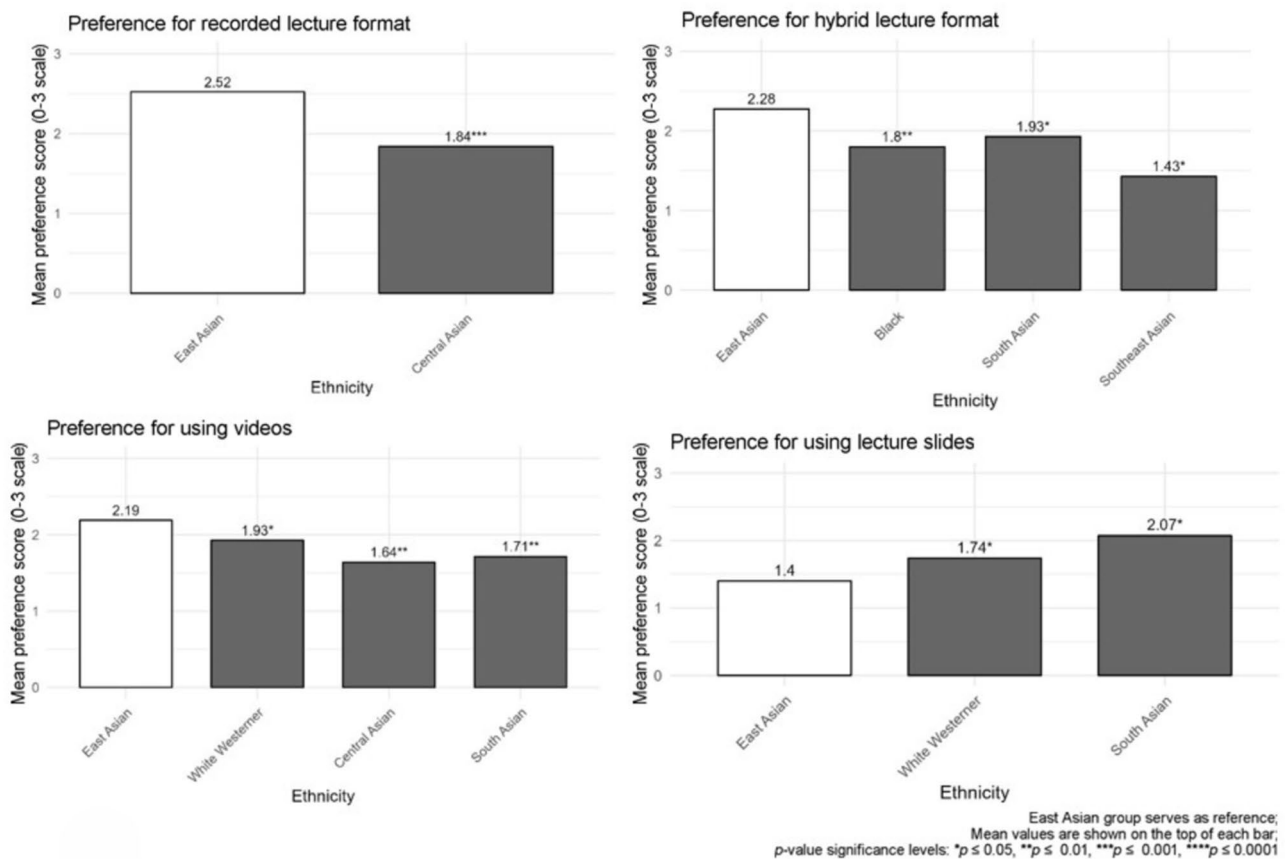 Preference for recorded lecture format
Mean preference score (0-3 scale)
3
2
1
0
2.52
1.84***
East Asian
Central Asian
Ethnicity
Preference for hybrid lecture format
Mean preference score (0-3 scale)
3
2
1
0
2.28
1.8**
1.93*
1.43*
East Asian
Black
South Asian
Southeast Asian
Ethnicity
Preference for using videos
Mean preference score (0-3 scale)
3
2
1
0
2.19
1.93*
1.64**
1.71**
East Asian
White Westerner
Central Asian
South Asian
Ethnicity
Preference for using lecture slides
Mean preference score (0-3 scale)
3
2
1
0
1.4
1.74*
2.07*
East Asian
White Westerner
South Asian
Ethnicity
East Asian group serves as reference;
Mean values are shown on the top of each bar;
p-value significance levels: *p ≤ 0.05, **p ≤ 0.01, ***p ≤ 0.001, ****p ≤ 0.0001